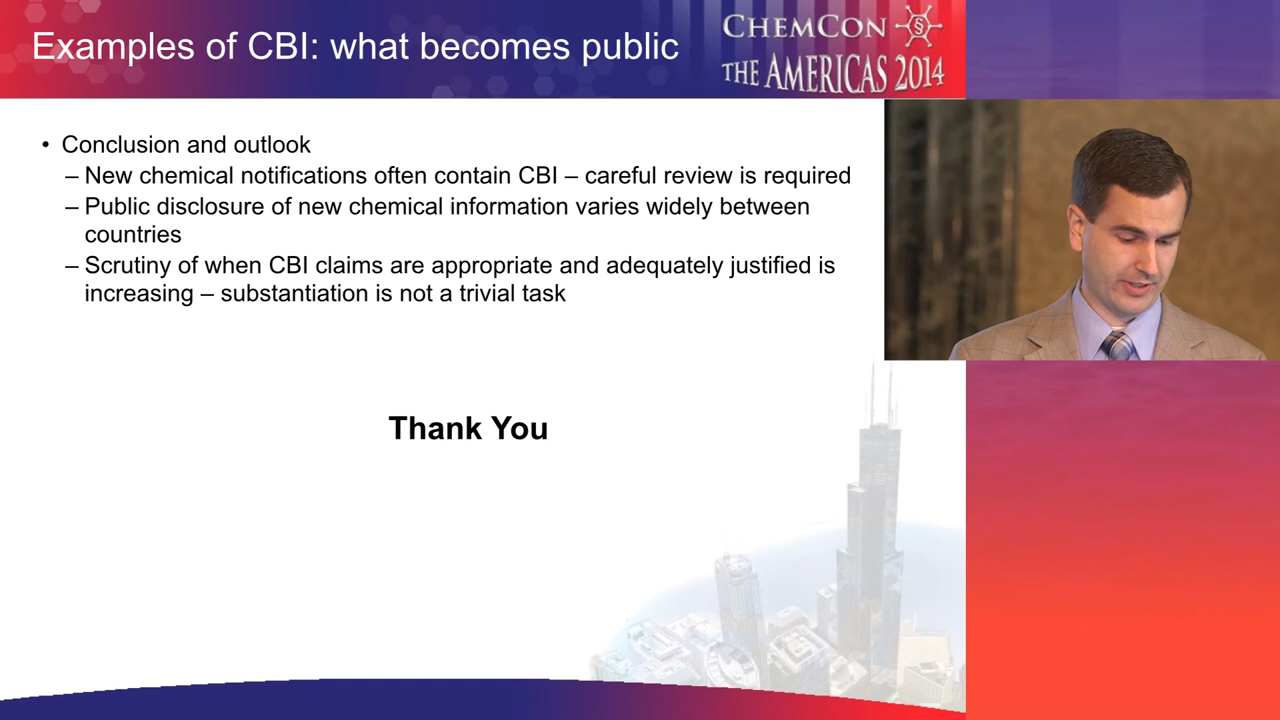 Examples of CBI: what becomes public
CHEMCON
THE AMERICAS 2014
• Conclusion and outlook
– New chemical notifications often contain CBI – careful review is required
– Public disclosure of new chemical information varies widely between
countries
– Scrutiny of when CBI claims are appropriate and adequately justified is
increasing – substantiation is not a trivial task
Thank You